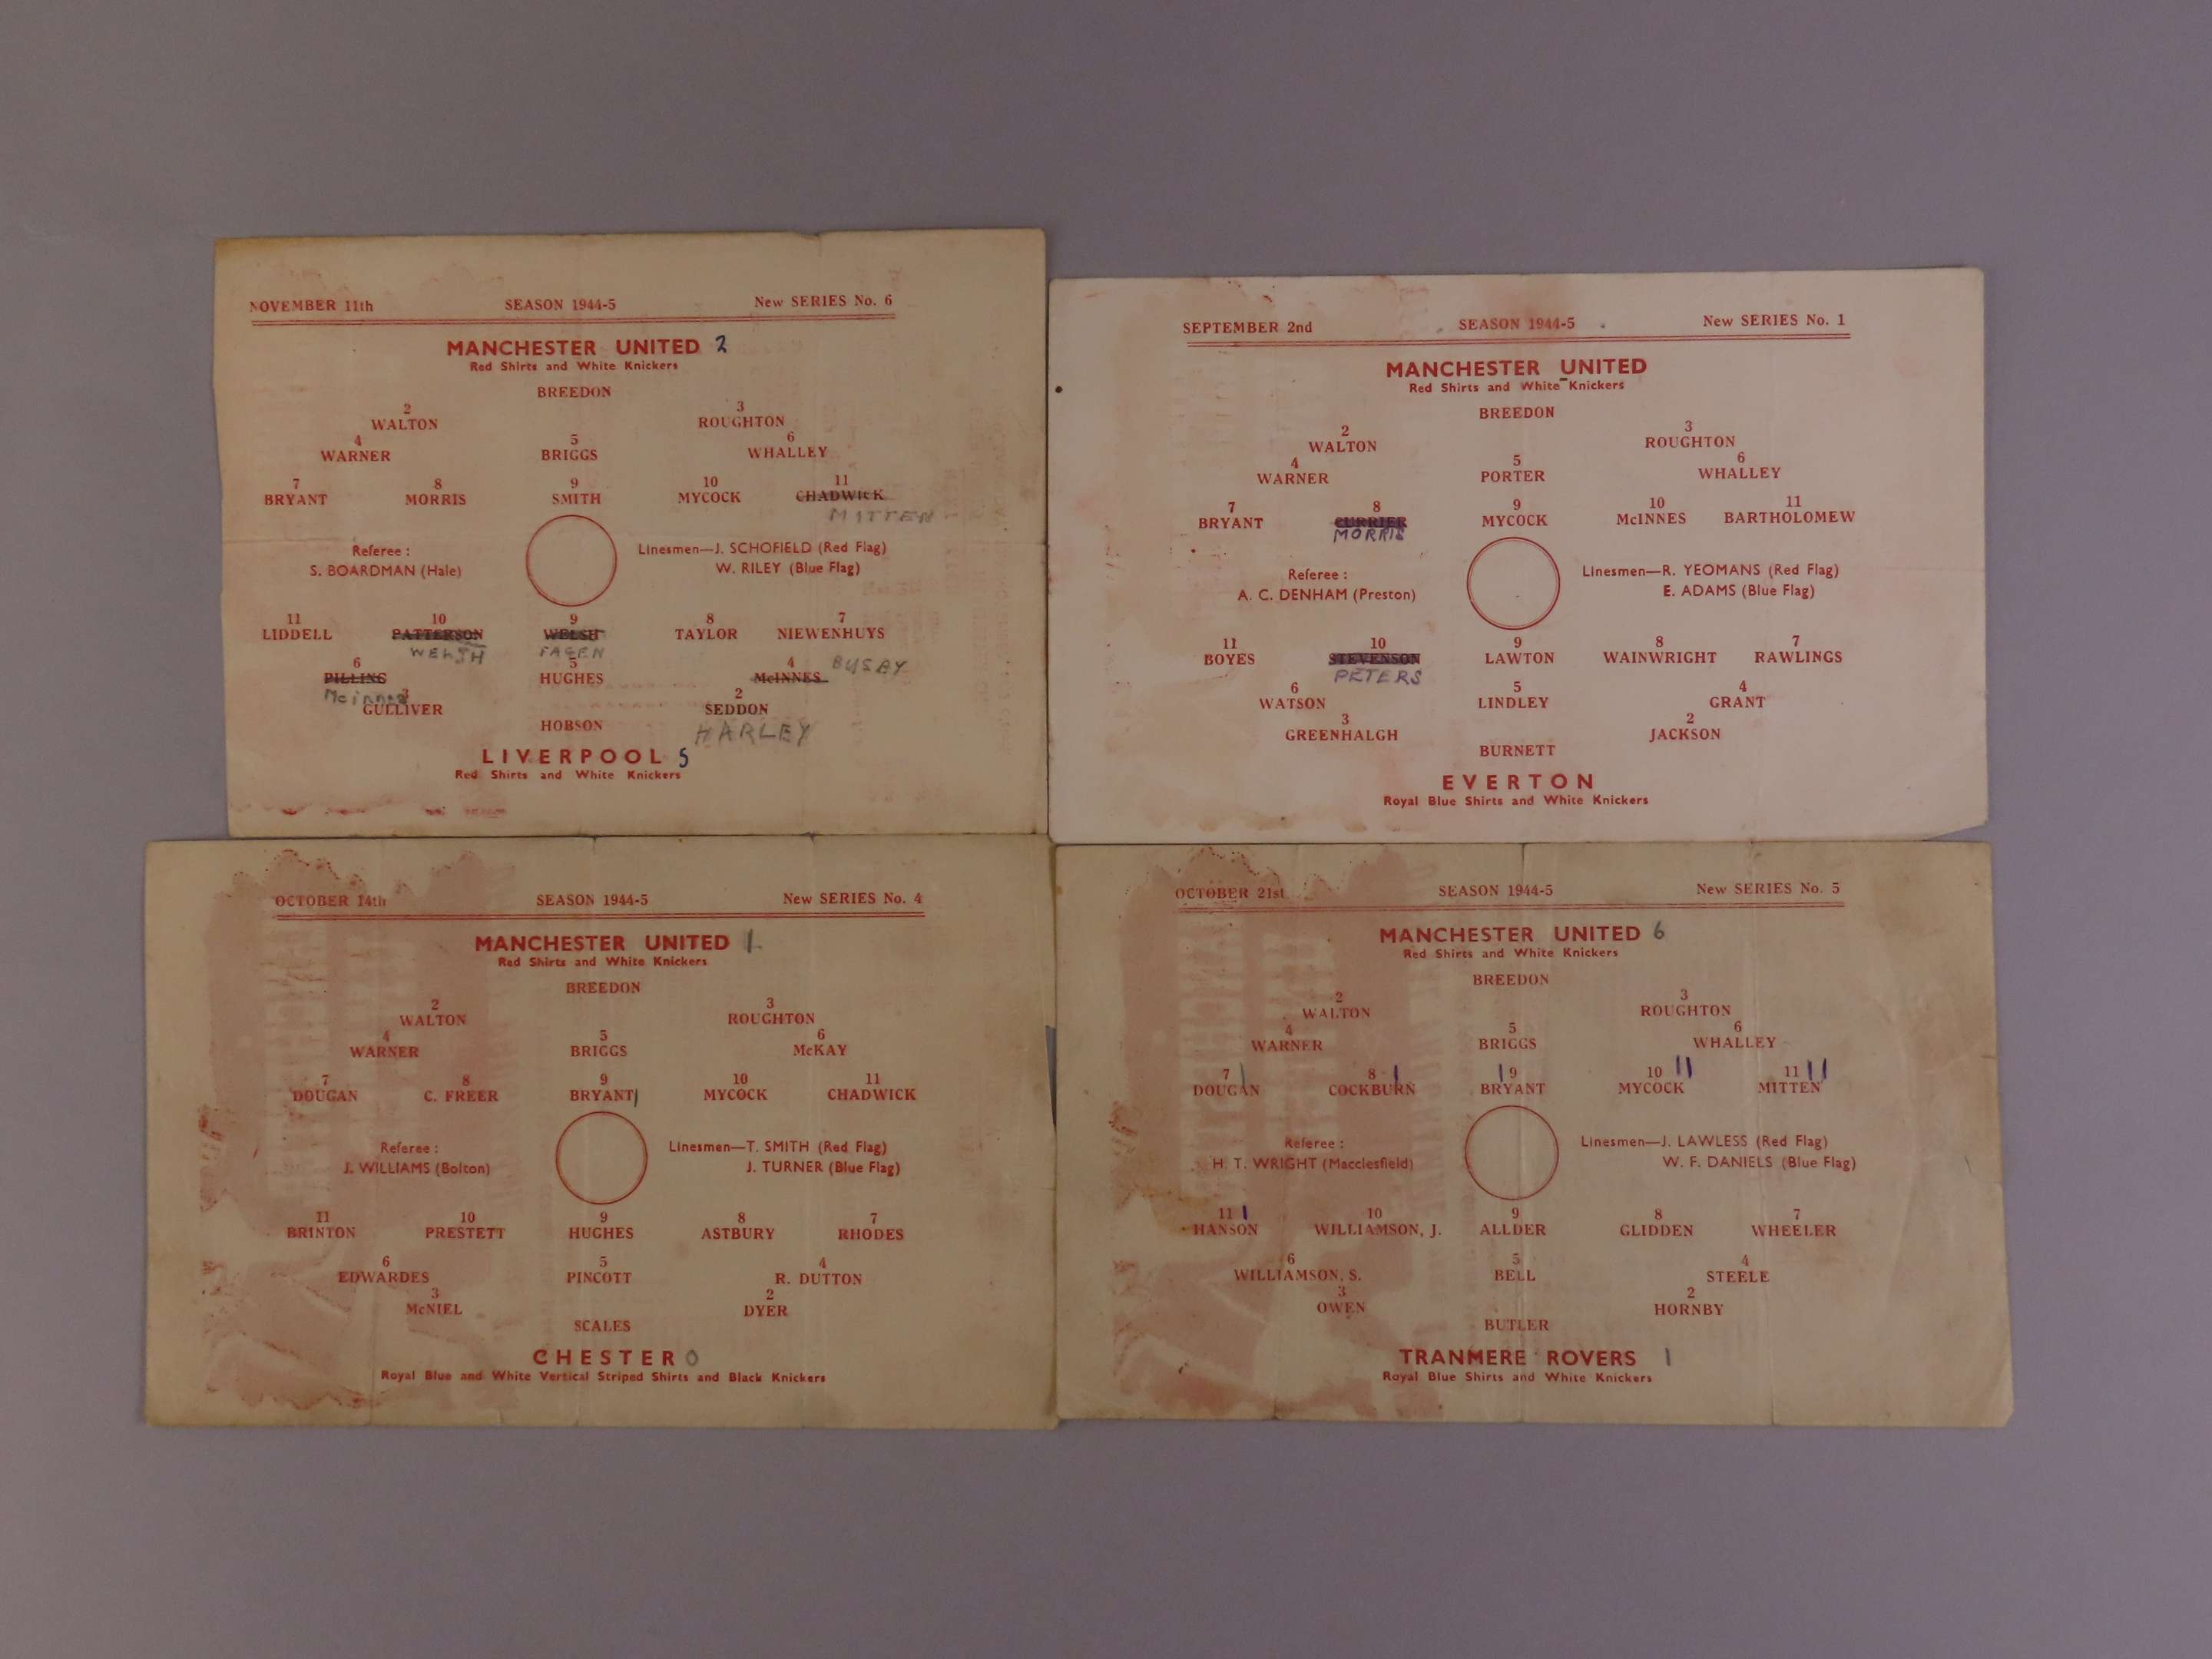 NOVEMBER 11th SEASON 1944-5 New SERIES No. 6
MANCHESTER UNITED 2
Red Shirts and White Knickers
BREEDON
2 3
WALTON ROUGHTON
4 5 6
WARNER BRIGGS WHALLEY
7 8 9 10 11
BRYANT MORRIS SMITH MYCOCK CHADWICK
MITTEN
Referee : Linesmen—J. SCHOFIELD (Red Flag)
S. BOARDMAN (Hale) W. RILEY (Blue Flag)
11 10 9 8 7
LIDDELL PATTERSON WELSH TAYLOR NIEWENHUYS
WELSH FAGEN
6 5 4 BUSBY
PILLING HUGHES McINNES
Mcinnes 3 2
GULLIVER SEDDON
HOBSON HARLEY
LIVERPOOL 5
Red Shirts and White Knickers
SEPTEMBER 2nd SEASON 1944-5 New SERIES No. 1
MANCHESTER UNITED
Red Shirts and White Knickers
BREEDON
2 3
WALTON ROUGHTON
4 5 6
WARNER PORTER WHALLEY
7 8 9 10 11
BRYANT CURRIER MYCOCK McINNES BARTHOLOMEW
MORRIS
Referee : Linesmen—R. YEOMANS (Red Flag)
A. C. DENHAM (Preston) E. ADAMS (Blue Flag)
11 10 9 8 7
BOYES STEVENSON LAWTON WAINWRIGHT RAWLINGS
PETERS
6 5 4
WATSON LINDLEY GRANT
3 2
GREENHALGH JACKSON
BURNETT
EVERTON
Royal Blue Shirts and White Knickers
OCTOBER 14th SEASON 1944-5 New SERIES No. 4
MANCHESTER UNITED 1
Red Shirts and White Knickers
BREEDON
2 3
WALTON ROUGHTON
4 5 6
WARNER BRIGGS McKAY
7 8 9 10 11
DOUGAN C. FREER BRYANT | MYCOCK CHADWICK
Referee : Linesmen—T. SMITH (Red Flag)
J. WILLIAMS (Bolton) J. TURNER (Blue Flag)
11 10 9 8 7
BRINTON PRESTETT HUGHES ASTBURY RHODES
6 5 4
EDWARDES PINCOTT R. DUTTON
3 2
McNIEL DYER
SCALES
CHESTER 0
Royal Blue and White Vertical Striped Shirts and Black Knickers
OCTOBER 21st SEASON 1944-5 New SERIES No. 5
MANCHESTER UNITED 6
Red Shirts and White Knickers
BREEDON
2 3
WALTON ROUGHTON
4 5 6
WARNER BRIGGS WHALLEY
7 | 8 | | 9 10 || 11 ||
DOUGAN COCKBURN BRYANT MYCOCK MITTEN
Referee : Linesmen—J. LAWLESS (Red Flag)
H. T. WRIGHT (Macclesfield) W. F. DANIELS (Blue Flag)
11 | 10 9 8 7
HANSON WILLIAMSON, J. ALLDER GLIDDEN WHEELER
6 5 4
WILLIAMSON, S. BELL STEELE
3 2
OWEN HORNBY
BUTLER
TRANMERE ROVERS 1
Royal Blue Shirts and White Knickers